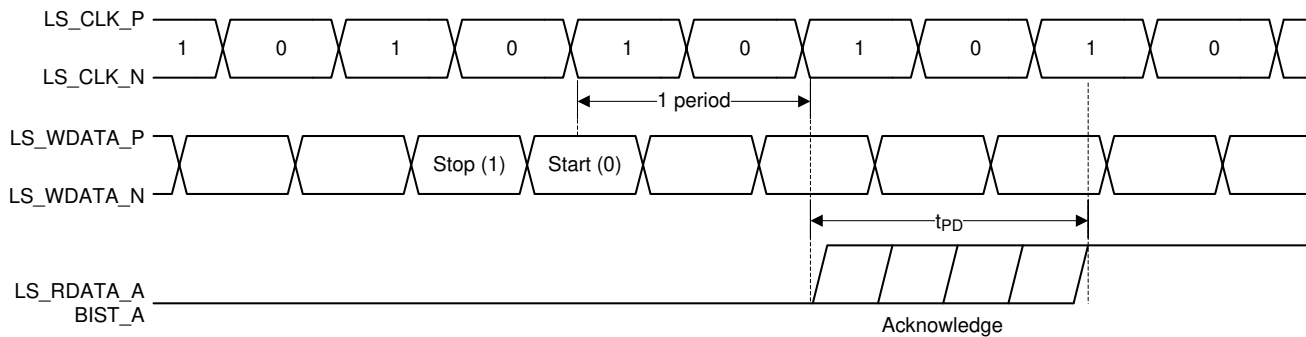 LS_CLK_P
1 0 1 0 1 0 1 0 1 0
LS_CLK_N
1 period
LS_WDATA_P
Stop (1) Start (0)
LS_WDATA_N
tPD
LS_RDATA_A
BIST_A
Acknowledge